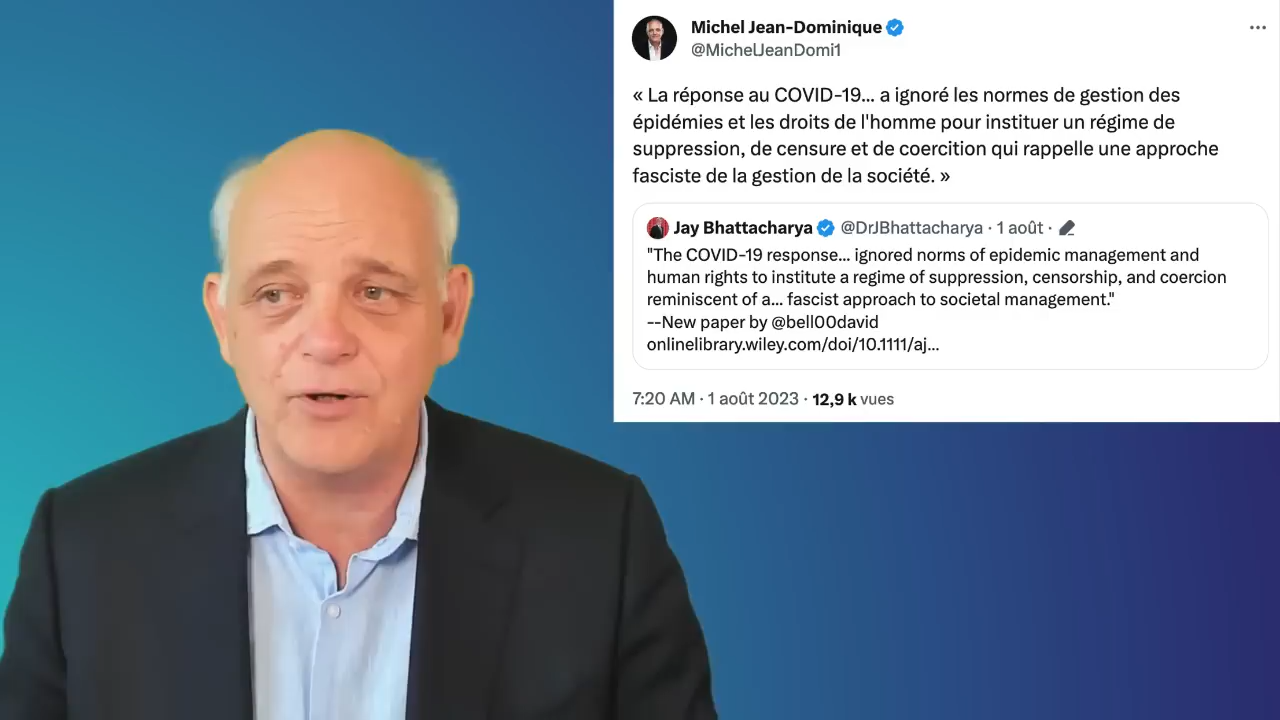 Michel Jean-Dominique
@MichelJeanDomi1
« La réponse au COVID-19... a ignoré les normes de gestion des
épidémies et les droits de l'homme pour instituer un régime de
suppression, de censure et de coercition qui rappelle une approche
fasciste de la gestion de la société. »
Jay Bhattacharya @DrJBhattacharya · 1 août ·
"The COVID-19 response... ignored norms of epidemic management and
human rights to institute a regime of suppression, censorship, and coercion
reminiscent of a... fascist approach to societal management."
--New paper by @bell00david
onlinelibrary.wiley.com/doi/10.1111/aj...
7:20 AM · 1 août 2023 · 12,9 k vues